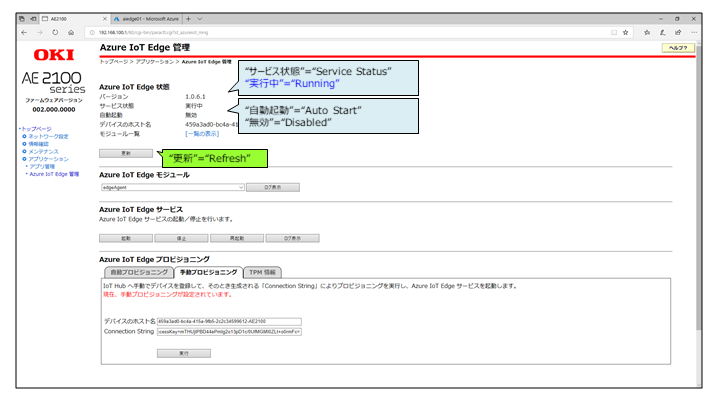 AE2100
aiedge01 - Microsoft Azure
192.168.100.1:80/cgi-bin/param?cgi?id_azureiot_mng
OKI
AE 2100
series
ファームウェアバージョン
002.000.0000
トップページ
ネットワーク設定
情報確認
メンテナンス
アプリケーション
アプリ管理
Azure IoT Edge 管理
Azure IoT Edge 管理
ヘルプ?
トップページ > アプリケーション > Azure IoT Edge 管理
Azure IoT Edge 状態
バージョン 1.0.6.1
サービス状態 実行中
自動起動 無効
デバイスのホスト名 459a3ad0-bc4a-41
モジュール一覧 [一覧の表示]
"サービス状態"="Service Status"
"実行中"="Running"
"自動起動"="Auto Start"
"無効"="Disabled"
更新
"更新"="Refresh"
Azure IoT Edge モジュール
edgeAgent ログ表示
Azure IoT Edge サービス
Azure IoT Edge サービスの起動／停止を行います。
起動 停止 再起動 ログ表示
Azure IoT Edge プロビジョニング
自動プロビジョニング 手動プロビジョニング TPM 情報
IoT Hub へ手動でデバイスを登録して、そのとき生成される「Connection String」によりプロビジョニングを実行し、Azure IoT Edge サービスを起動します。
現在、手動プロビジョニングが設定されています。
デバイスのホスト名 459a3ad0-bc4a-415a-9fb5-2c2c34599612-AE2100
Connection String
実行